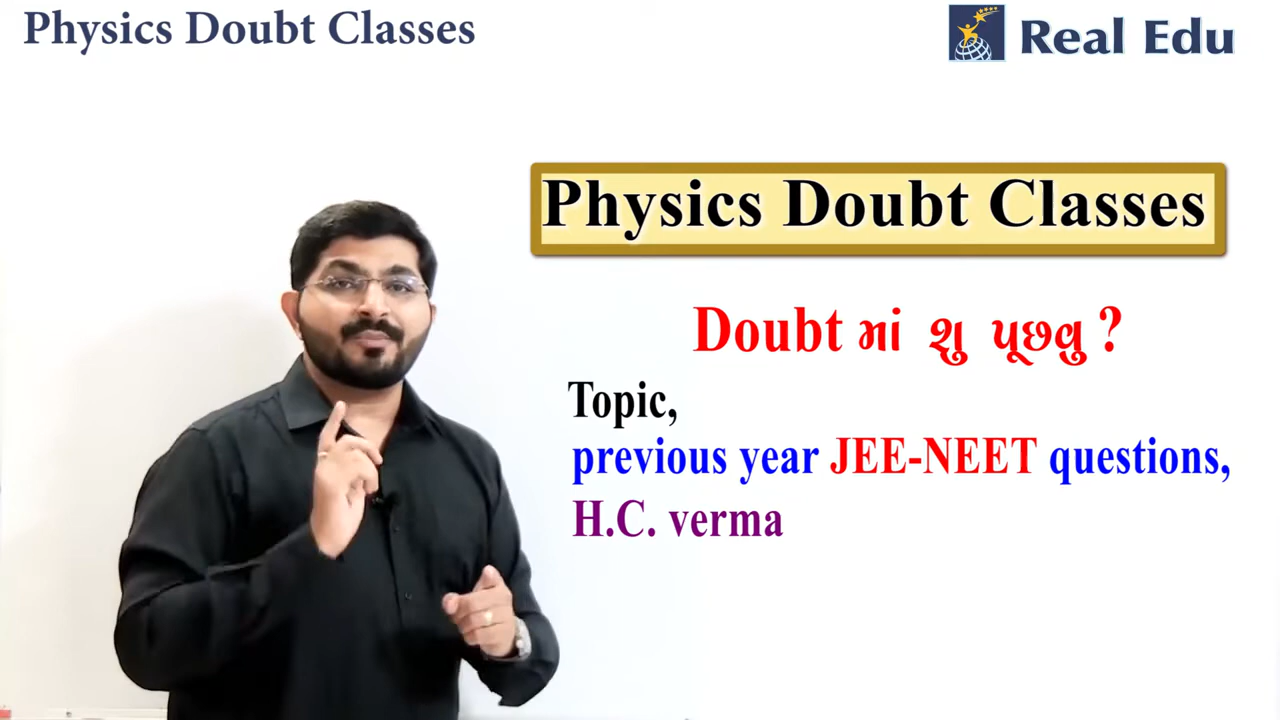 Physics Doubt Classes
Real Edu
Physics Doubt Classes
Doubt માં શુ પૂછવુ ?
Topic,
previous year JEE-NEET questions,
H.C. verma